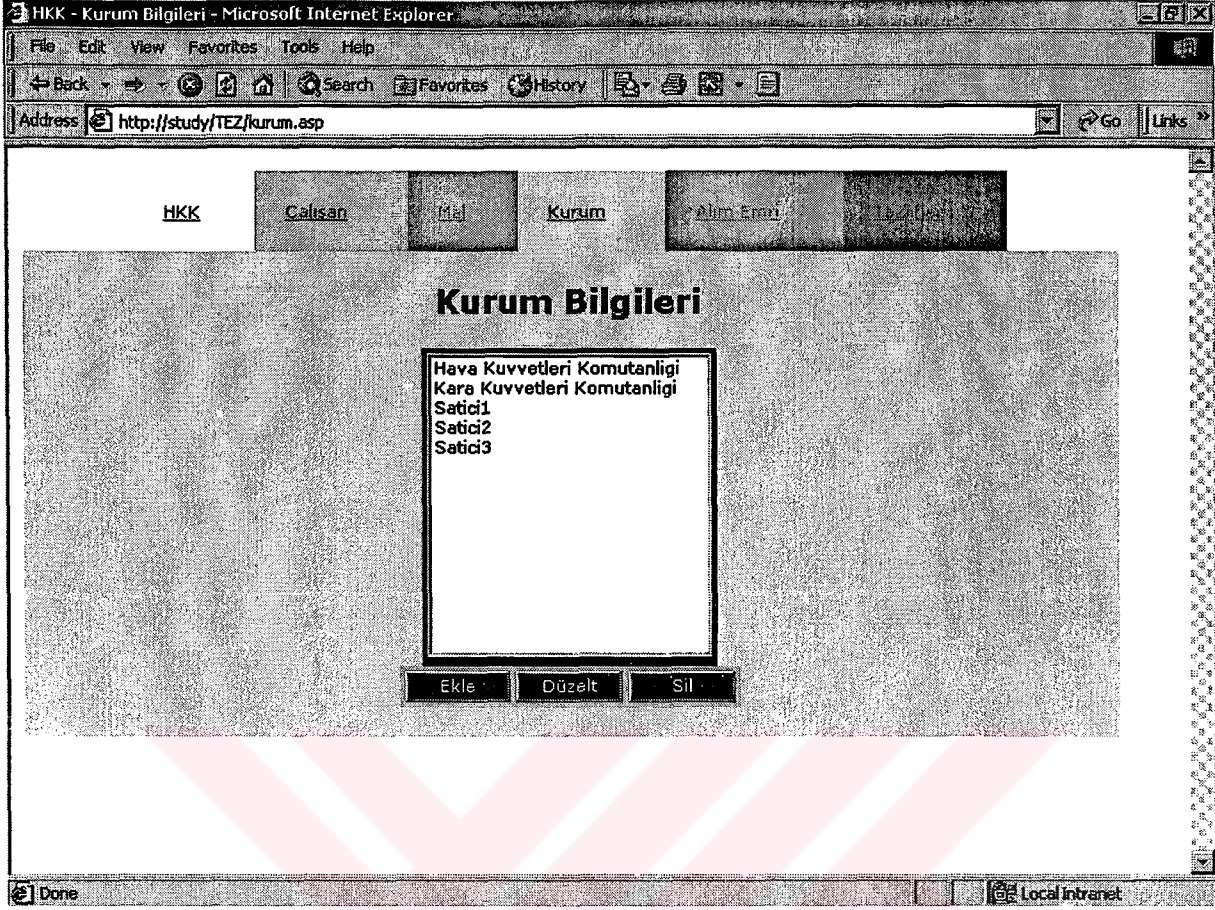 HKK - Kurum Bilgileri - Microsoft Internet Explorer
File Edit View Favorites Tools Help
Back Search Favorites History
Address http://study/TEZ/kurum.asp Go Links »
HKK Calisan Mal Kurum Alim Emri
Kurum Bilgileri
Hava Kuvvetleri Komutanligi
Kara Kuvvetleri Komutanligi
Satici1
Satici2
Satici3
Ekle Düzelt Sil
Done Local intranet